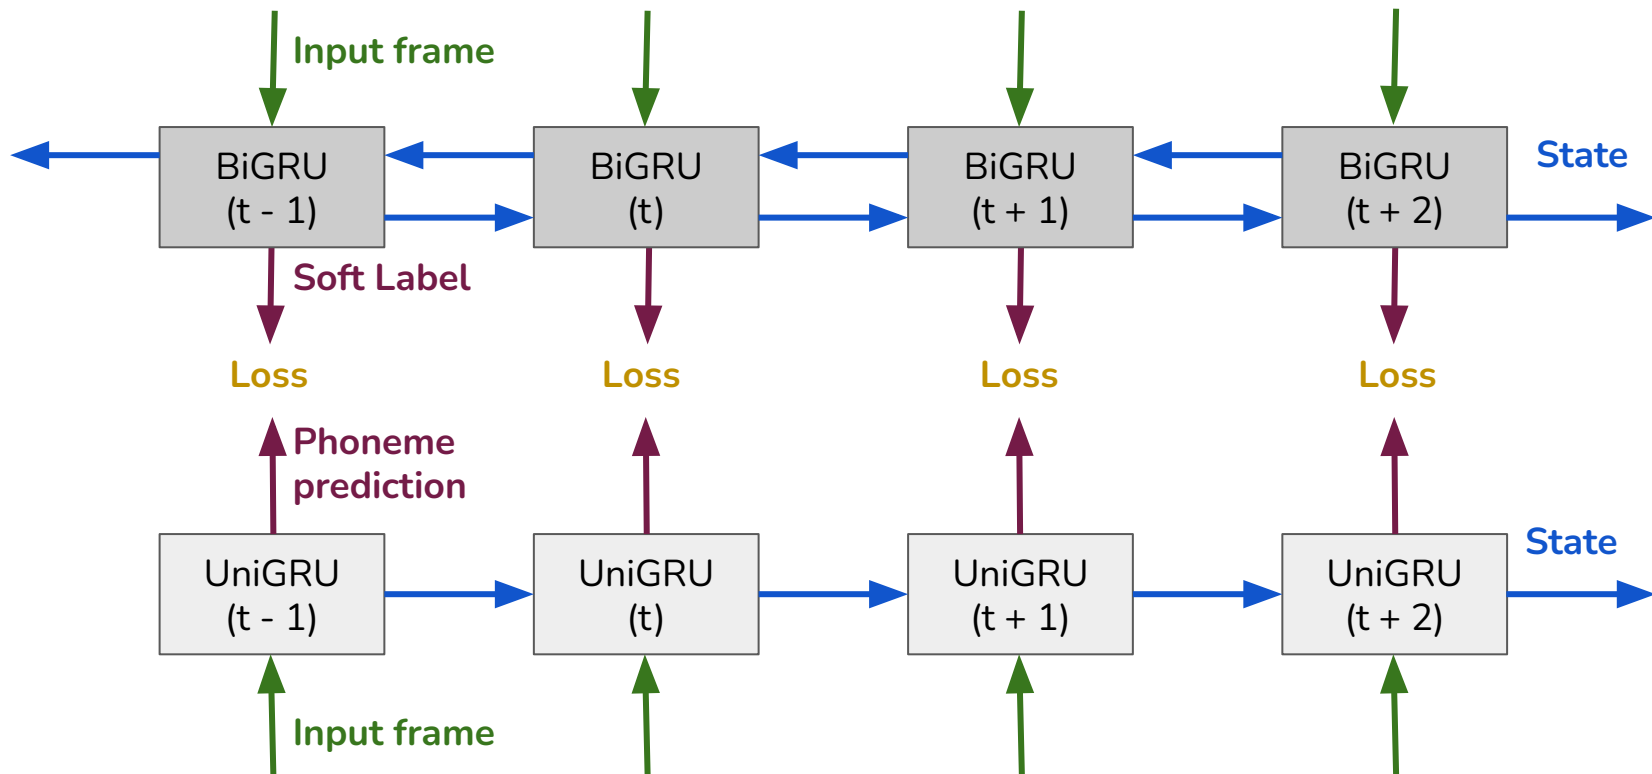 Input frame
BiGRU
(t - 1)
BiGRU
(t)
BiGRU
(t + 1)
BiGRU
(t + 2)
State
Soft Label
Loss
Loss
Loss
Loss
Phoneme
prediction
UniGRU
(t - 1)
UniGRU
(t)
UniGRU
(t + 1)
UniGRU
(t + 2)
State
Input frame